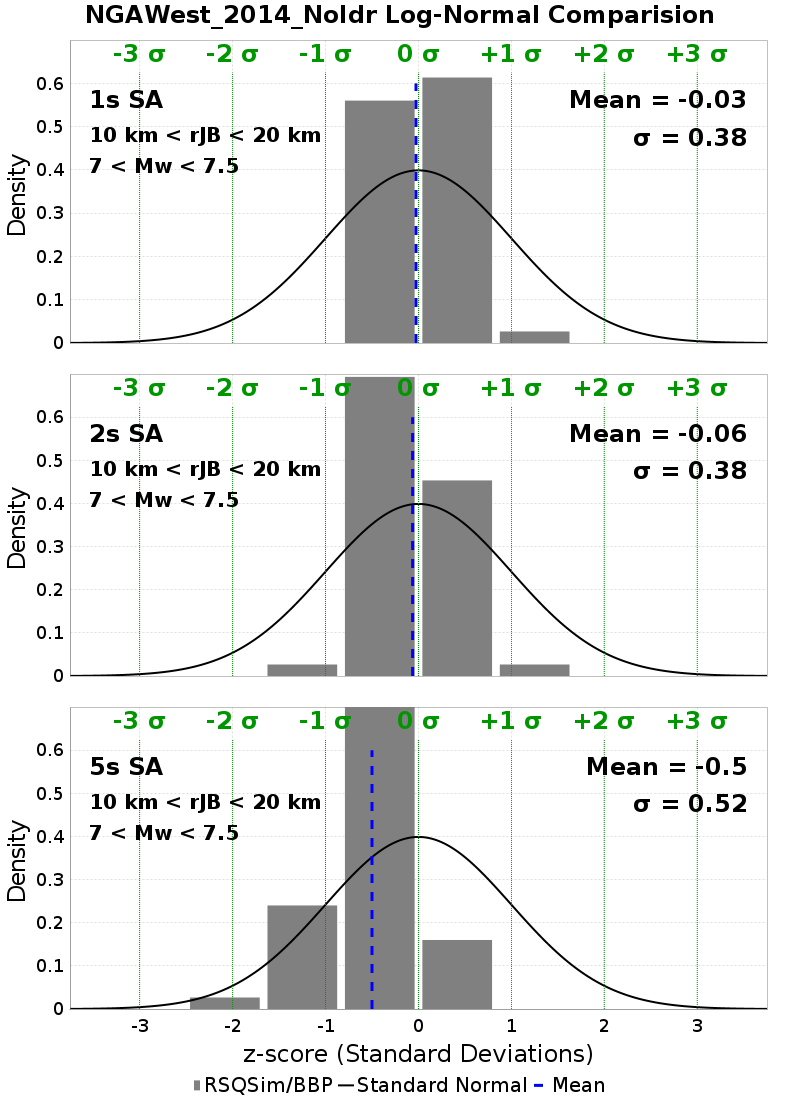 NGAWest_2014_NoIdr Log-Normal Comparision
-3 σ -2 σ -1 σ 0 σ +1 σ +2 σ +3 σ
1s SA
10 km < rJB < 20 km
7 < Mw < 7.5
Mean = -0.03
σ = 0.38
Density
0.6
0.5
0.4
0.3
0.2
0.1
0
-3 σ -2 σ -1 σ 0 σ +1 σ +2 σ +3 σ
2s SA
10 km < rJB < 20 km
7 < Mw < 7.5
Mean = -0.06
σ = 0.38
Density
0.6
0.5
0.4
0.3
0.2
0.1
0
-3 σ -2 σ -1 σ 0 σ +1 σ +2 σ +3 σ
5s SA
10 km < rJB < 20 km
7 < Mw < 7.5
Mean = -0.5
σ = 0.52
Density
0.6
0.5
0.4
0.3
0.2
0.1
0
-3 -2 -1 0 1 2 3
z-score (Standard Deviations)
RSQSim/BBP Standard Normal Mean